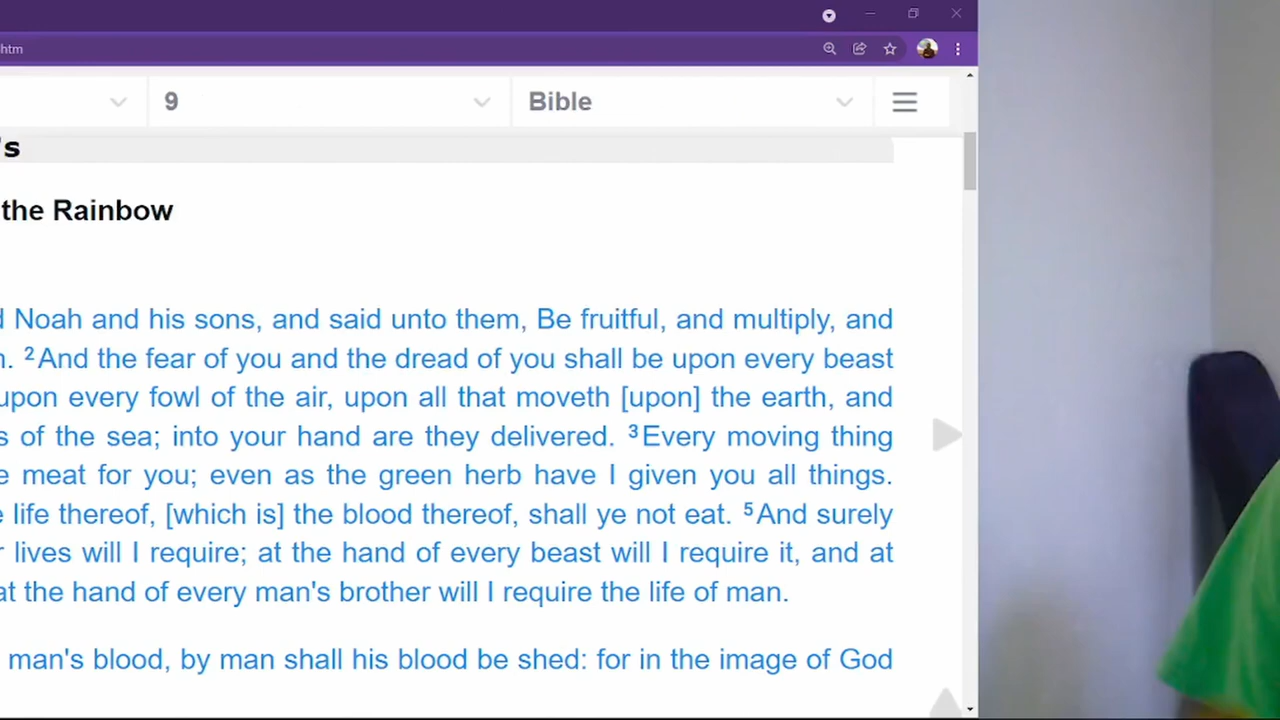 htm
9
Bible
's
the Rainbow
Noah and his sons, and said unto them, Be fruitful, and multiply, and
2 And the fear of you and the dread of you shall be upon every beast
upon every fowl of the air, upon all that moveth [upon] the earth, and
of the sea; into your hand are they delivered. 3 Every moving thing
meat for you; even as the green herb have I given you all things.
life thereof, [which is] the blood thereof, shall ye not eat. 5 And surely
lives will I require; at the hand of every beast will I require it, and at
at the hand of every man's brother will I require the life of man.
man's blood, by man shall his blood be shed: for in the image of God